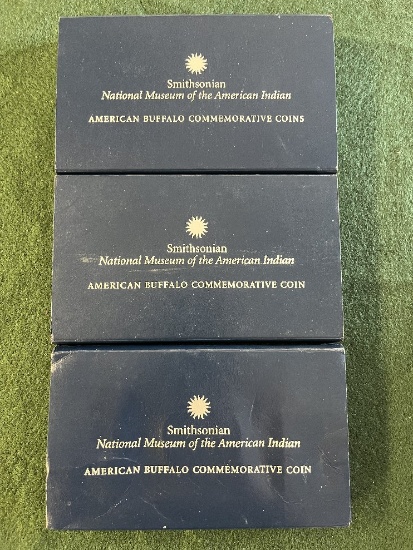 Smithsonian
National Museum of the American Indian
AMERICAN BUFFALO COMMEMORATIVE COINS
Smithsonian
National Museum of the American Indian
AMERICAN BUFFALO COMMEMORATIVE COIN
Smithsonian
National Museum of the American Indian
AMERICAN BUFFALO COMMEMORATIVE COIN